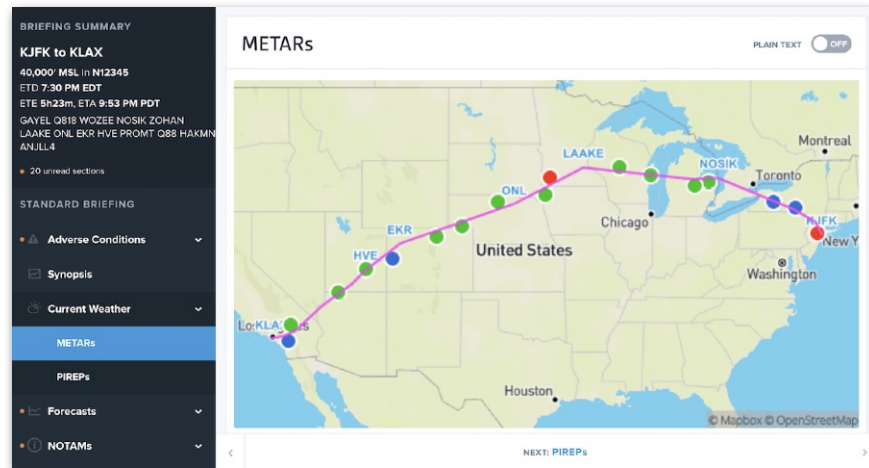 BRIEFING SUMMARY
KJFK to KLAX
40,000' MSL in N12345
ETD 7:30 PM EDT
ETE 5h23m, ETA 9:53 PM PDT
GAYEL Q818 WOZEE NOSIK ZOHAN
LAAKE ONL EKR HVE PROMT Q88 HAKMN
ANJLL4
20 unread sections
STANDARD BRIEFING
Adverse Conditions
Synopsis
Current Weather
METARs
PIREPs
Forecasts
NOTAMs
METARs
PLAIN TEXT OFF
Montreal
LAAKE
NOSIK
Toronto
ONL
Chicago
KJFK
New Y
EKR
United States
HVE
Washington
KLA
Houston
© Mapbox © OpenStreetMap
NEXT: PIREPs